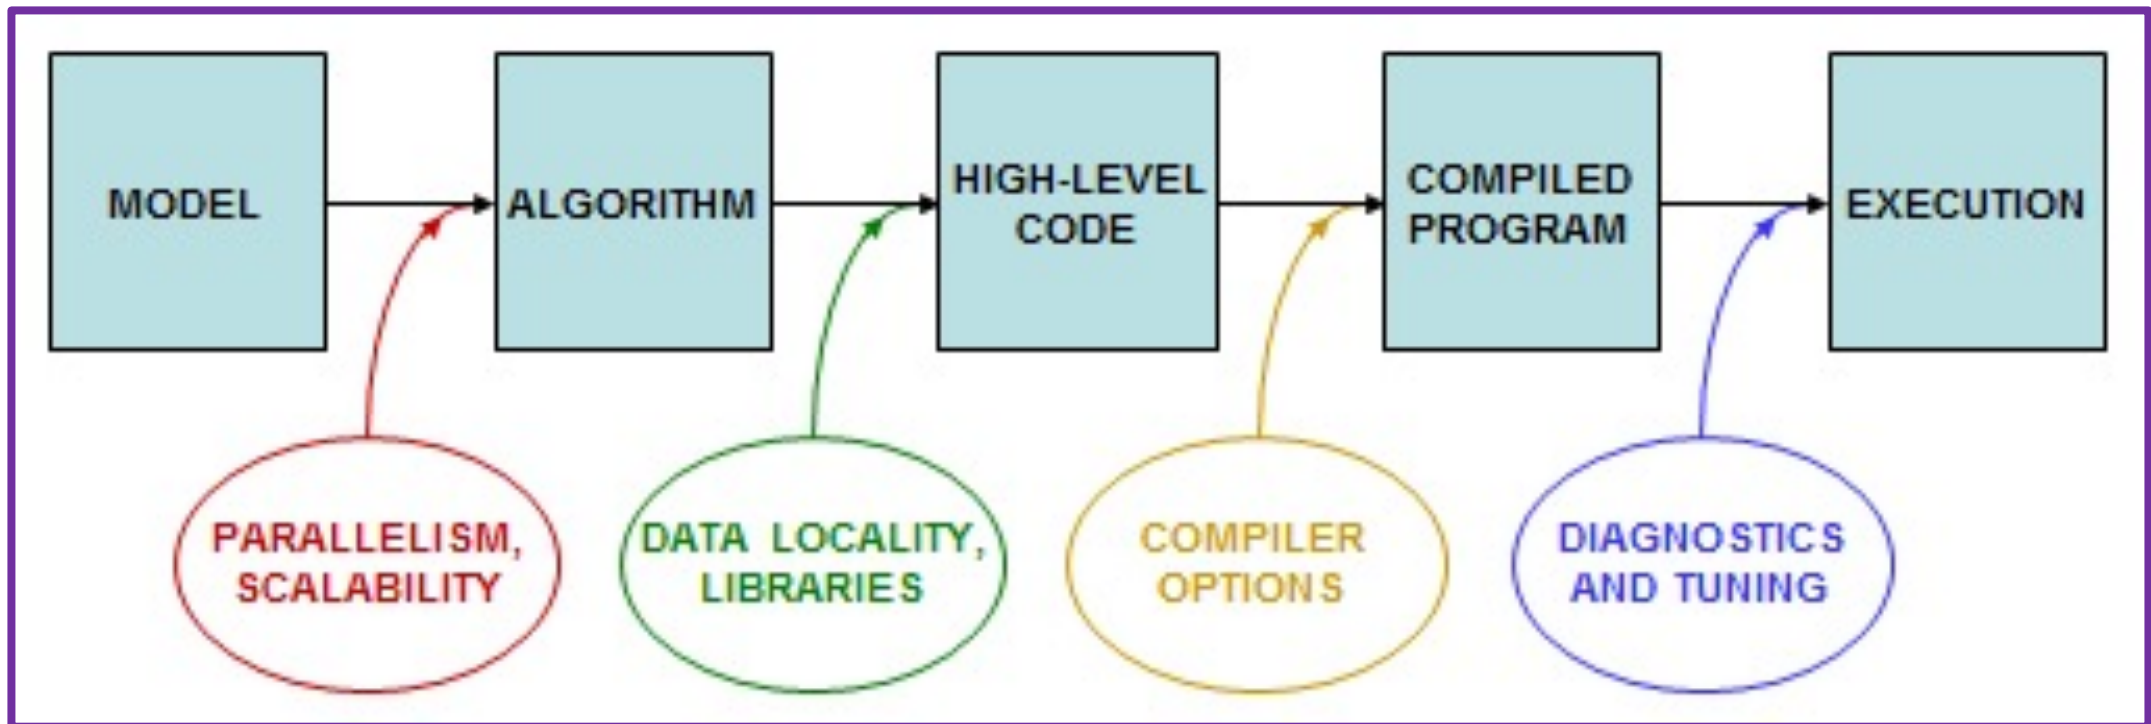 MODEL
ALGORITHM
HIGH-LEVEL
CODE
COMPILED
PROGRAM
EXECUTION
PARALLELISM,
SCALABILITY
DATA LOCALITY,
LIBRARIES
COMPILER
OPTIONS
DIAGNOSTICS
AND TUNING